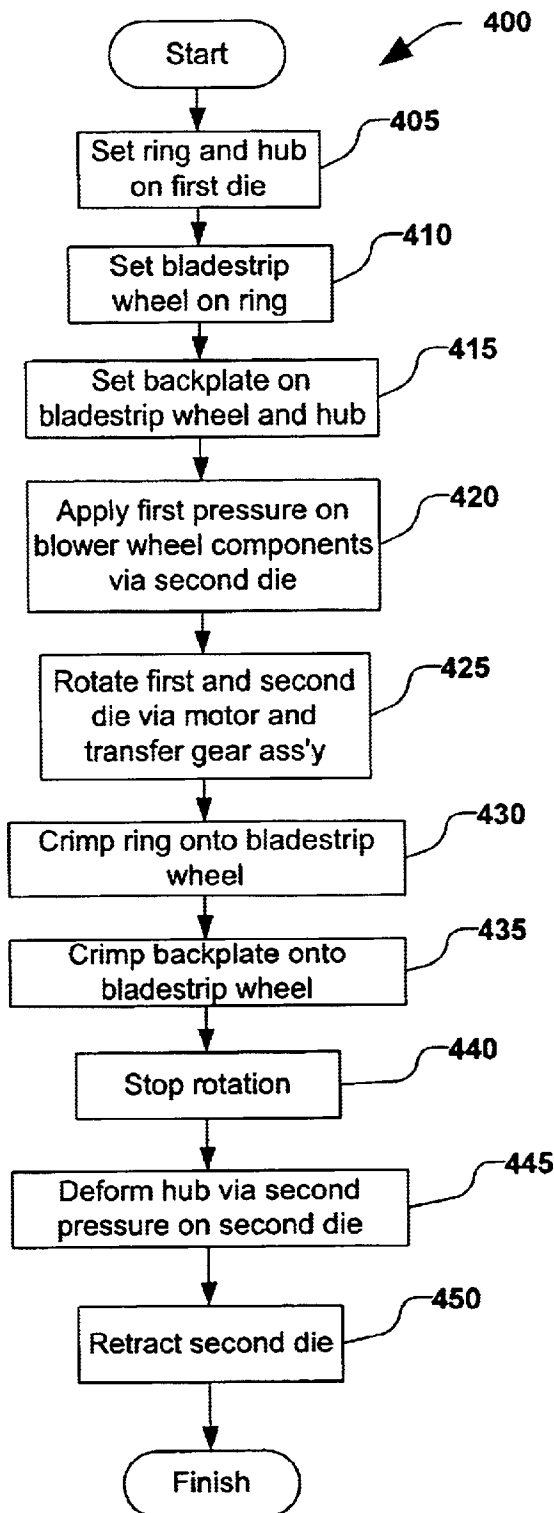 400
Start
405
Set ring and hub
on first die
410
Set bladestrip
wheel on ring
415
Set backplate on
bladestrip wheel and hub
420
Apply first pressure on
blower wheel components
via second die
425
Rotate first and second
die via motor and
transfer gear ass'y
430
Crimp ring onto bladestrip
wheel
435
Crimp backplate onto
bladestrip wheel
440
Stop rotation
445
Deform hub via second
pressure on second die
450
Retract second die
Finish